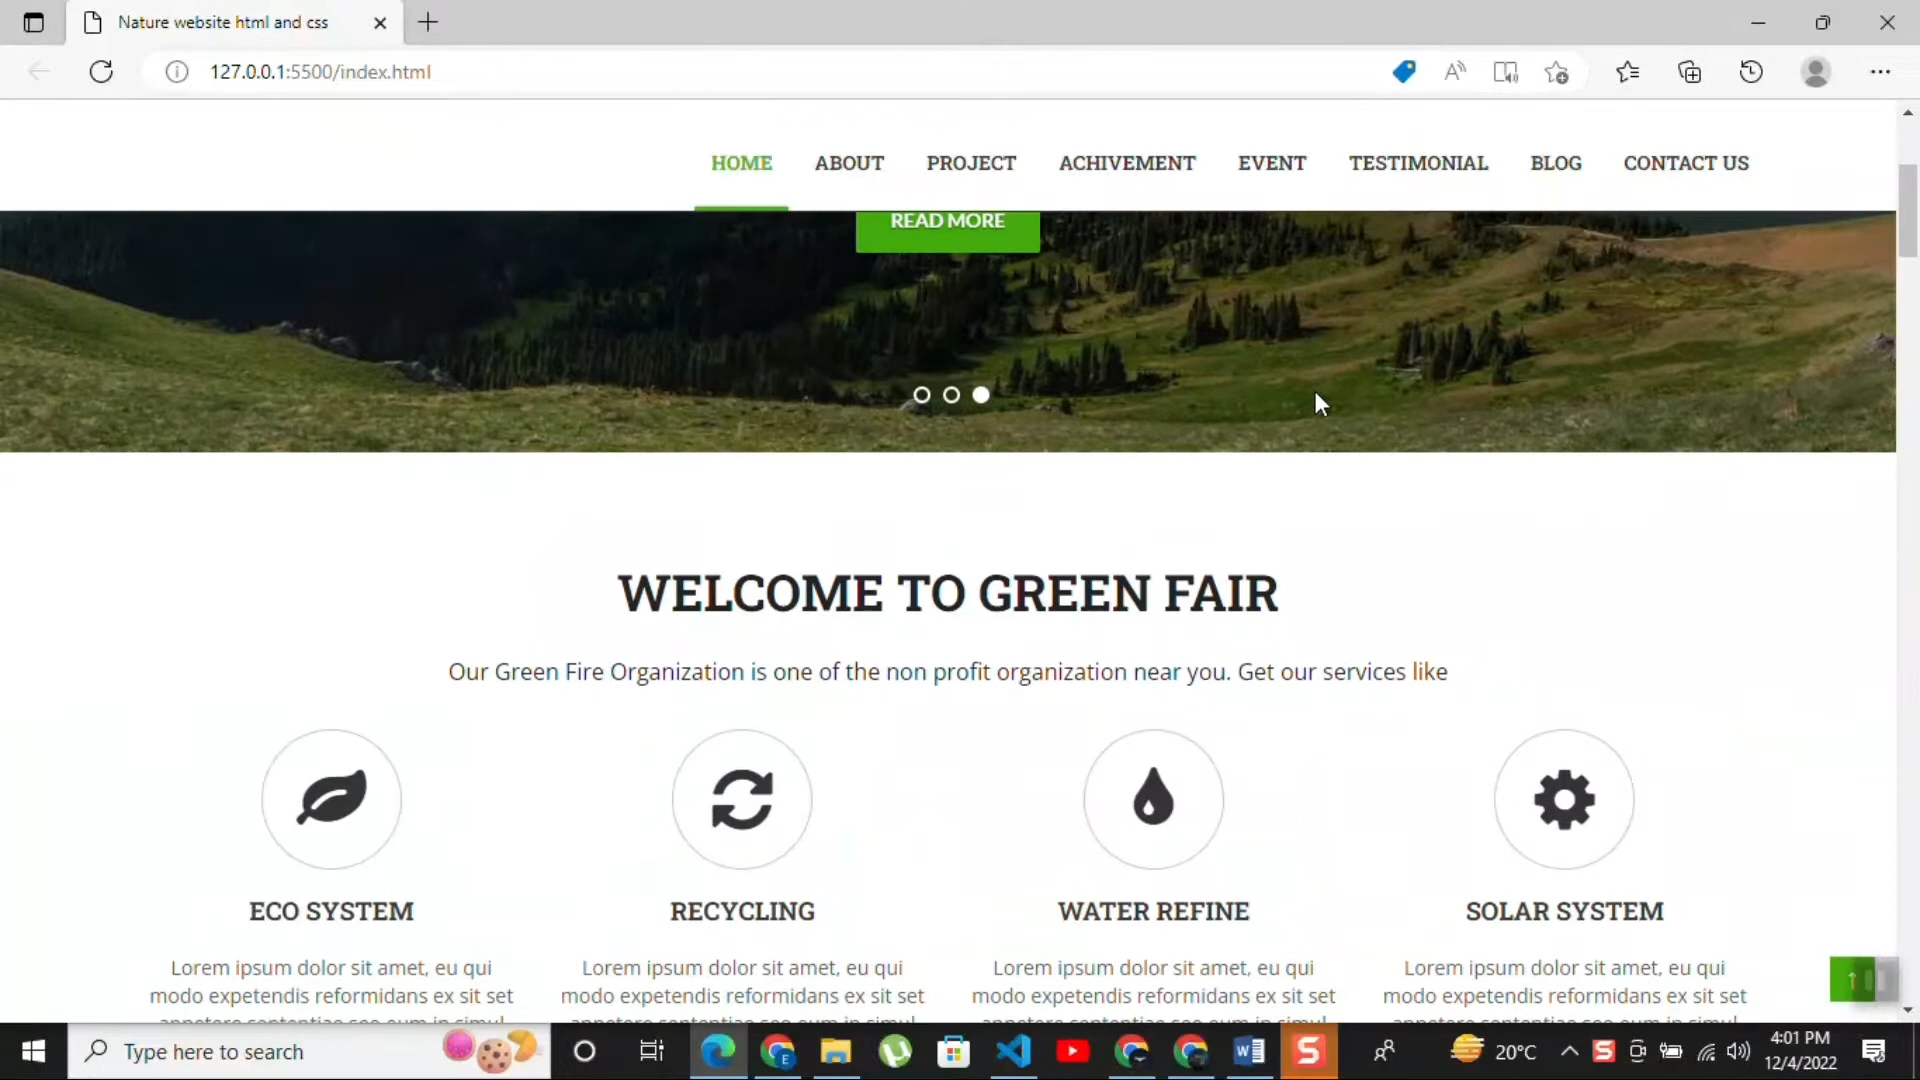 Nature website html and css
127.0.0.1:5500/index.html
HOME ABOUT PROJECT ACHIVEMENT EVENT TESTIMONIAL BLOG CONTACT US
READ MORE
WELCOME TO GREEN FAIR
Our Green Fire Organization is one of the non profit organization near you. Get our services like
ECO SYSTEM RECYCLING WATER REFINE SOLAR SYSTEM
Lorem ipsum dolor sit amet, eu qui Lorem ipsum dolor sit amet, eu qui Lorem ipsum dolor sit amet, eu qui Lorem ipsum dolor sit amet, eu qui
modo expetendis reformidans ex sit set modo expetendis reformidans ex sit set modo expetendis reformidans ex sit set modo expetendis reformidans ex sit set
Type here to search
20°C
4:01 PM
12/4/2022